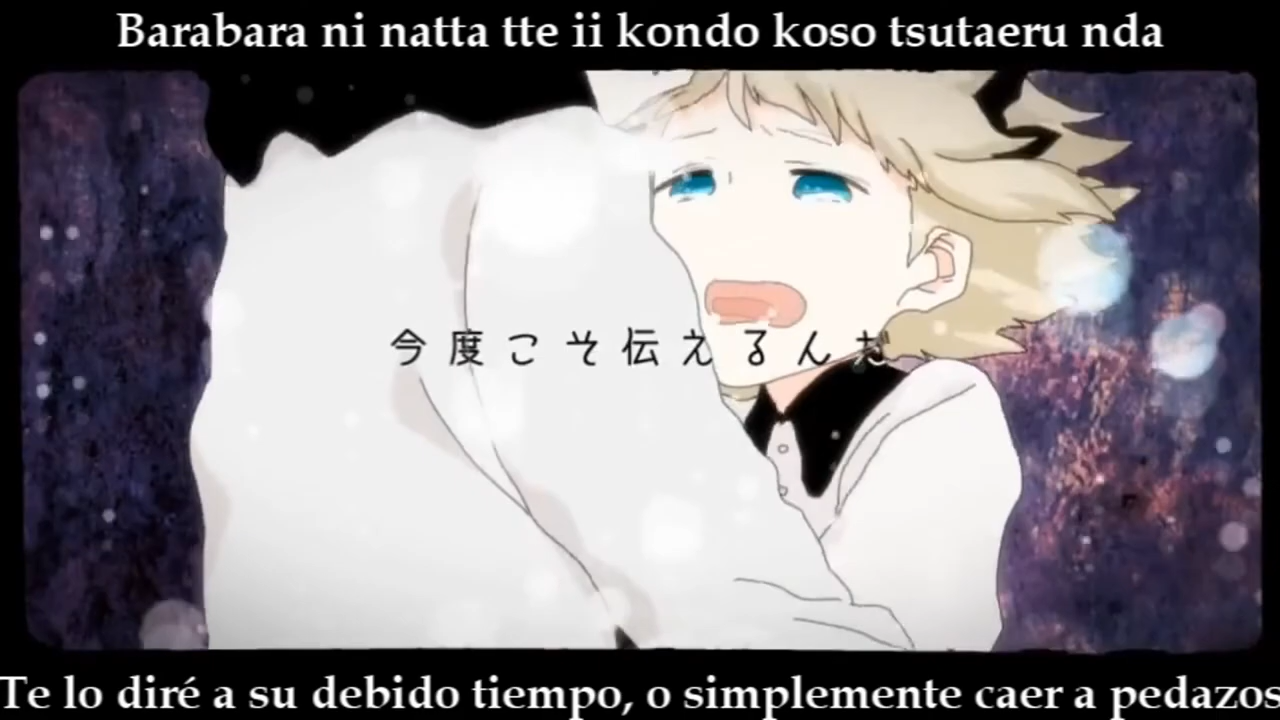 Barabara ni natta tte ii kondo koso tsutaeru nda
今度こそ伝えるんだ
Te lo diré a su debido tiempo, o simplemente caer a pedazos